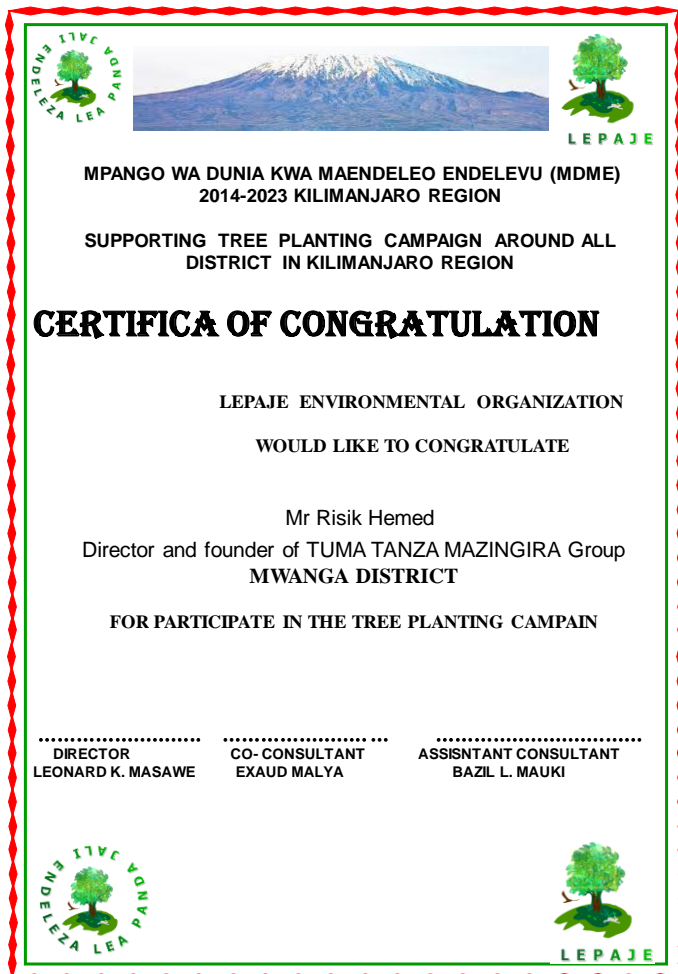 ENDELEZA LEA PANDA JALI
LEPAJE
MPANGO WA DUNIA KWA MAENDELEO ENDELEVU (MDME)
2014-2023 KILIMANJARO REGION
SUPPORTING TREE PLANTING CAMPAIGN AROUND ALL
DISTRICT IN KILIMANJARO REGION
CERTIFICA OF CONGRATULATION
LEPAJE ENVIRONMENTAL ORGANIZATION
WOULD LIKE TO CONGRATULATE
Mr Risik Hemed
Director and founder of TUMA TANZA MAZINGIRA Group
MWANGA DISTRICT
FOR PARTICIPATE IN THE TREE PLANTING CAMPAIN
DIRECTOR CO- CONSULTANT ASSISNTANT CONSULTANT
LEONARD K. MASAWE EXAUD MALYA BAZIL L. MAUKI
ENDELEZA LEA PANDA JALI
LEPAJE